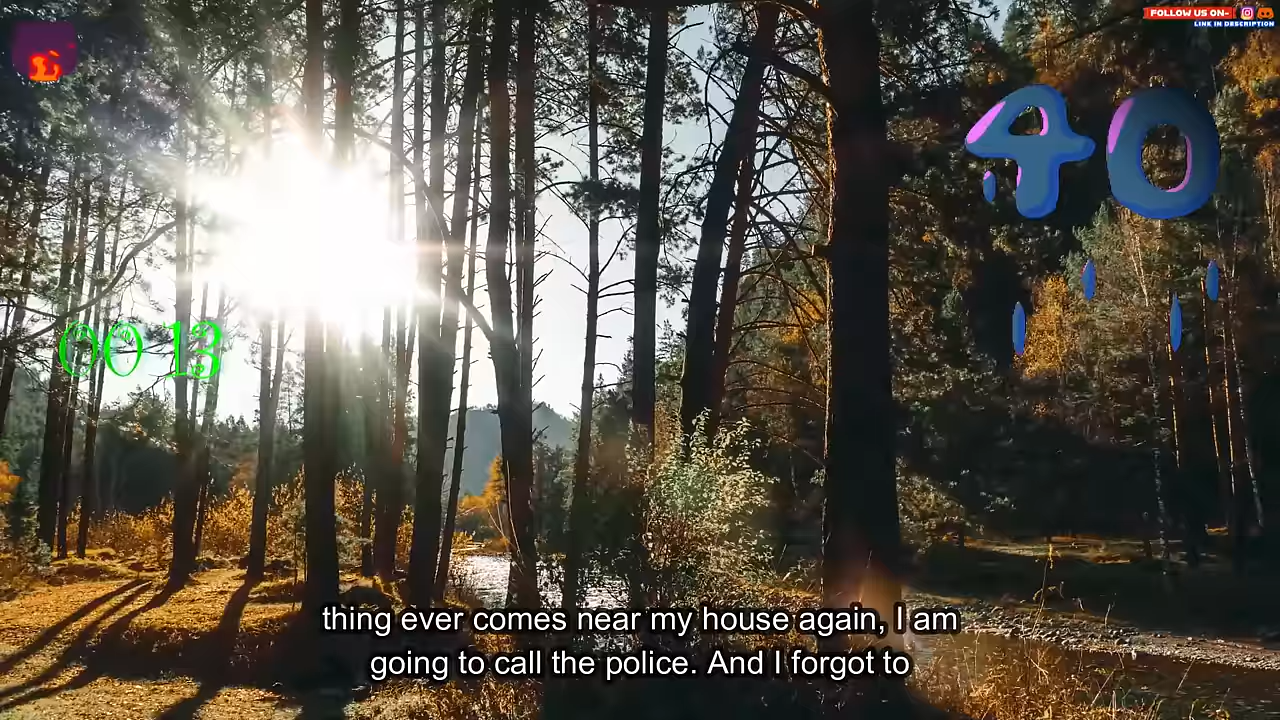 FOLLOW US ON-
LINK IN DESCRIPTION
40
00 13
thing ever comes near my house again, I am
going to call the police. And I forgot to